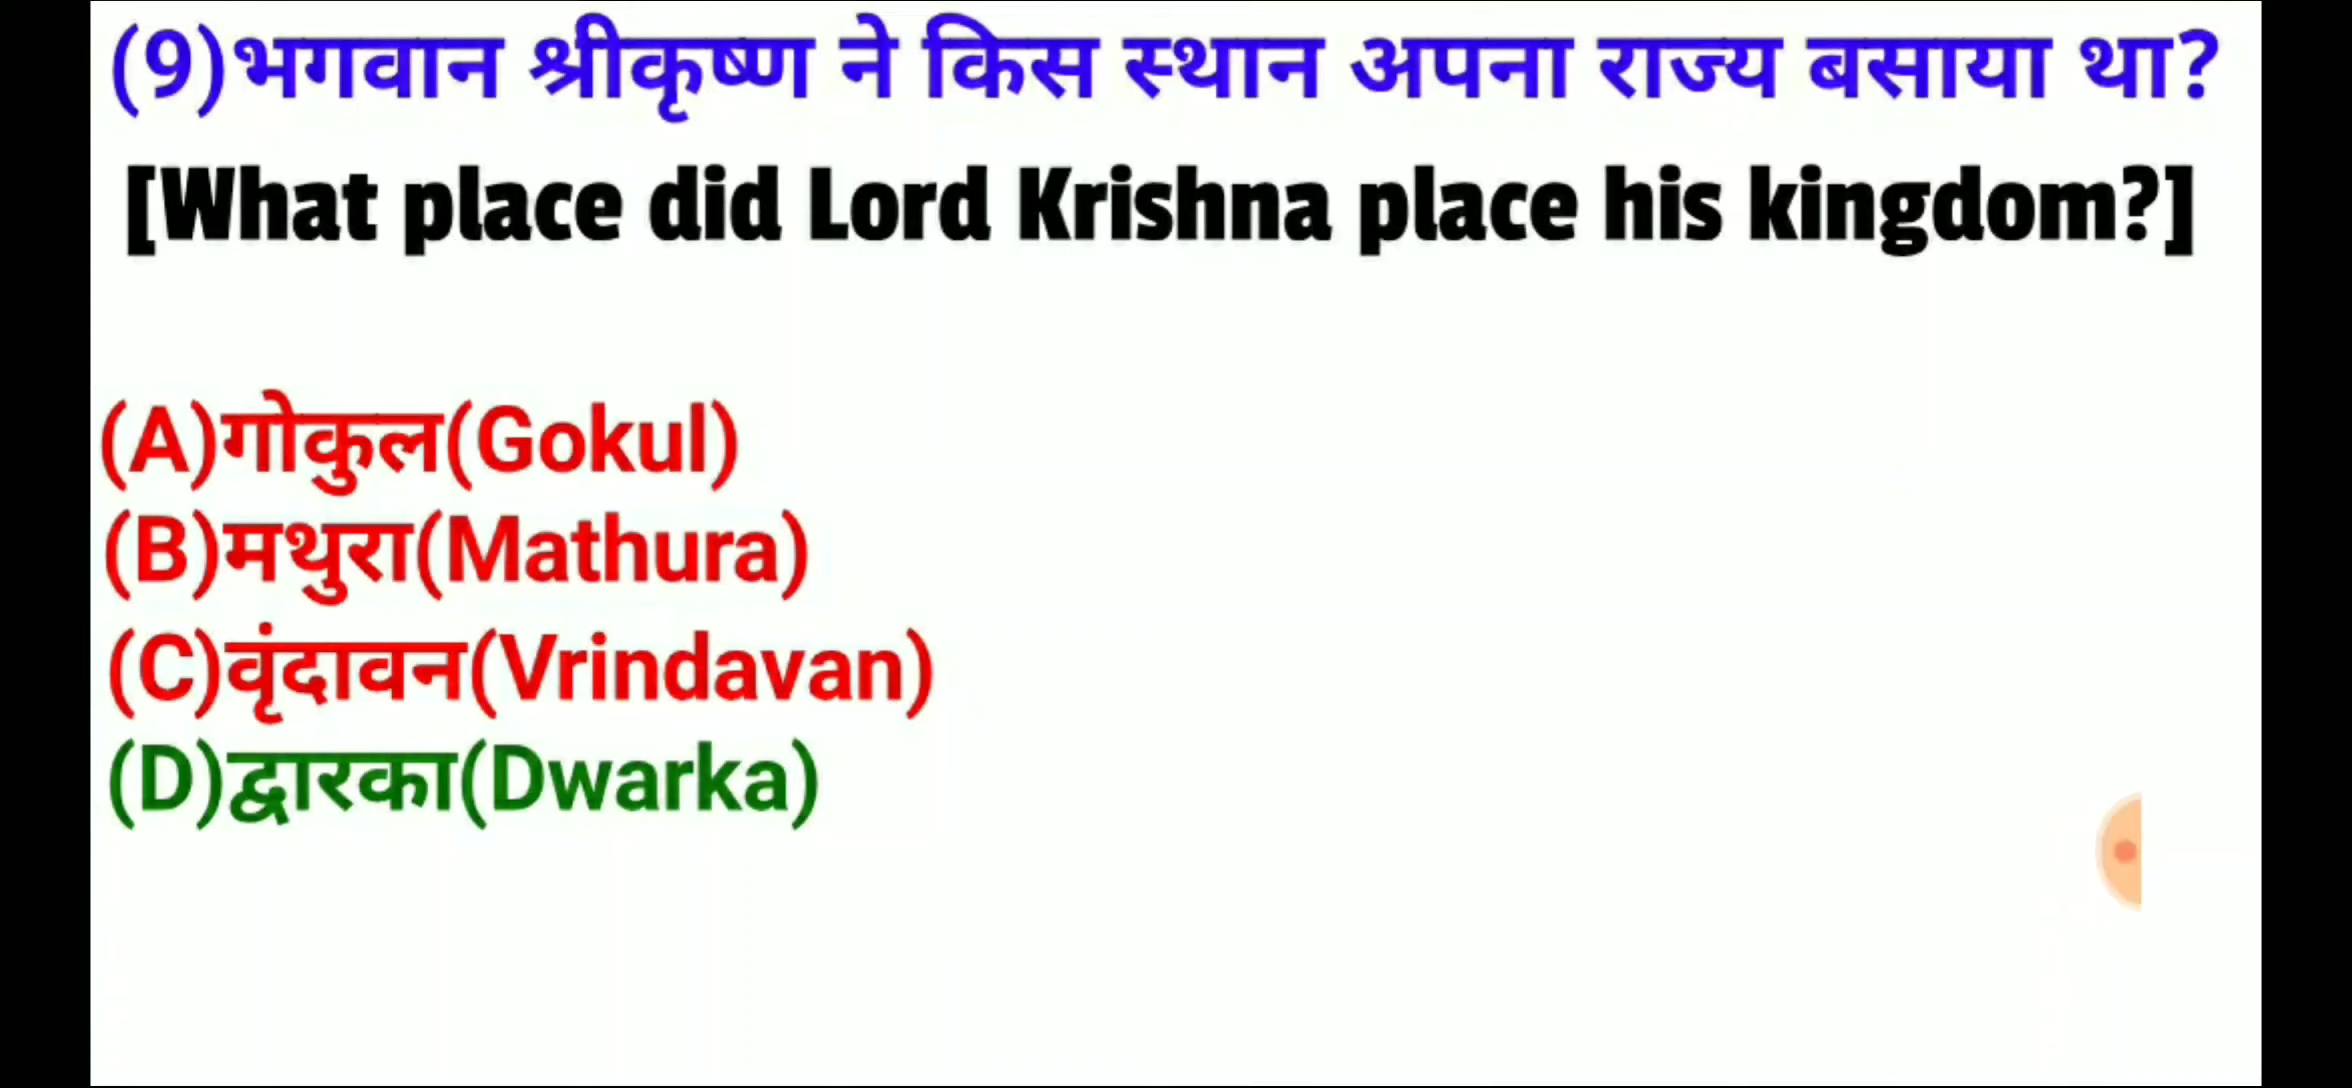 (9)भगवान श्रीकृष्ण ने किस स्थान अपना राज्य बसाया था?
[What place did Lord Krishna place his kingdom?]
(A)गोकुल(Gokul)
(B)मथुरा(Mathura)
(C)वृंदावन(Vrindavan)
(D)द्वारका(Dwarka)